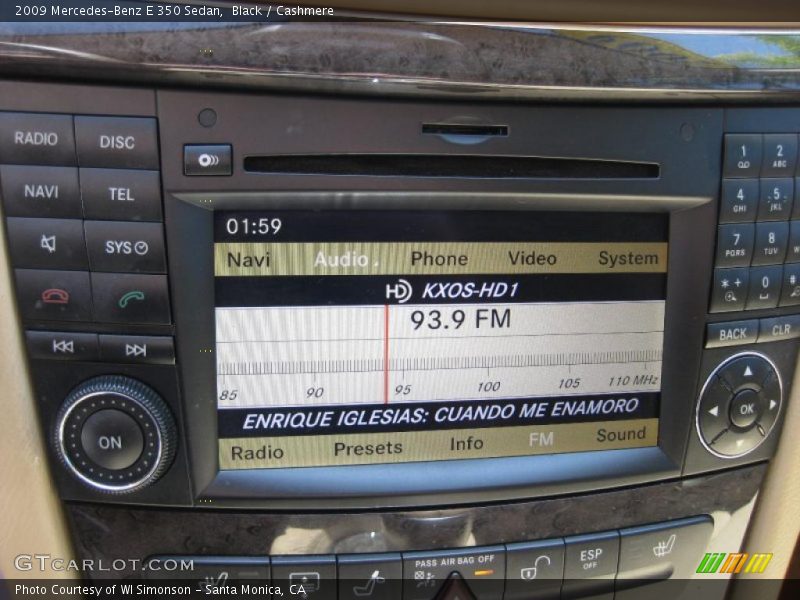 2009 Mercedes-Benz E 350 Sedan, Black / Cashmere
RADIO DISC
NAVI TEL
SYS
ON
01:59
Navi Audio Phone Video System
HD KXOS-HD1
93.9 FM
85 90 95 100 105 110 MHz
ENRIQUE IGLESIAS: CUANDO ME ENAMORO
Radio Presets Info FM Sound
1 2 ABC
4 GHI 5 JKL
7 PQRS 8 TUV
*+ 0
BACK CLR
OK
PASS AIR BAG OFF
ESP OFF
GTCARLOT.COM
Photo Courtesy of WI Simonson - Santa Monica, CA